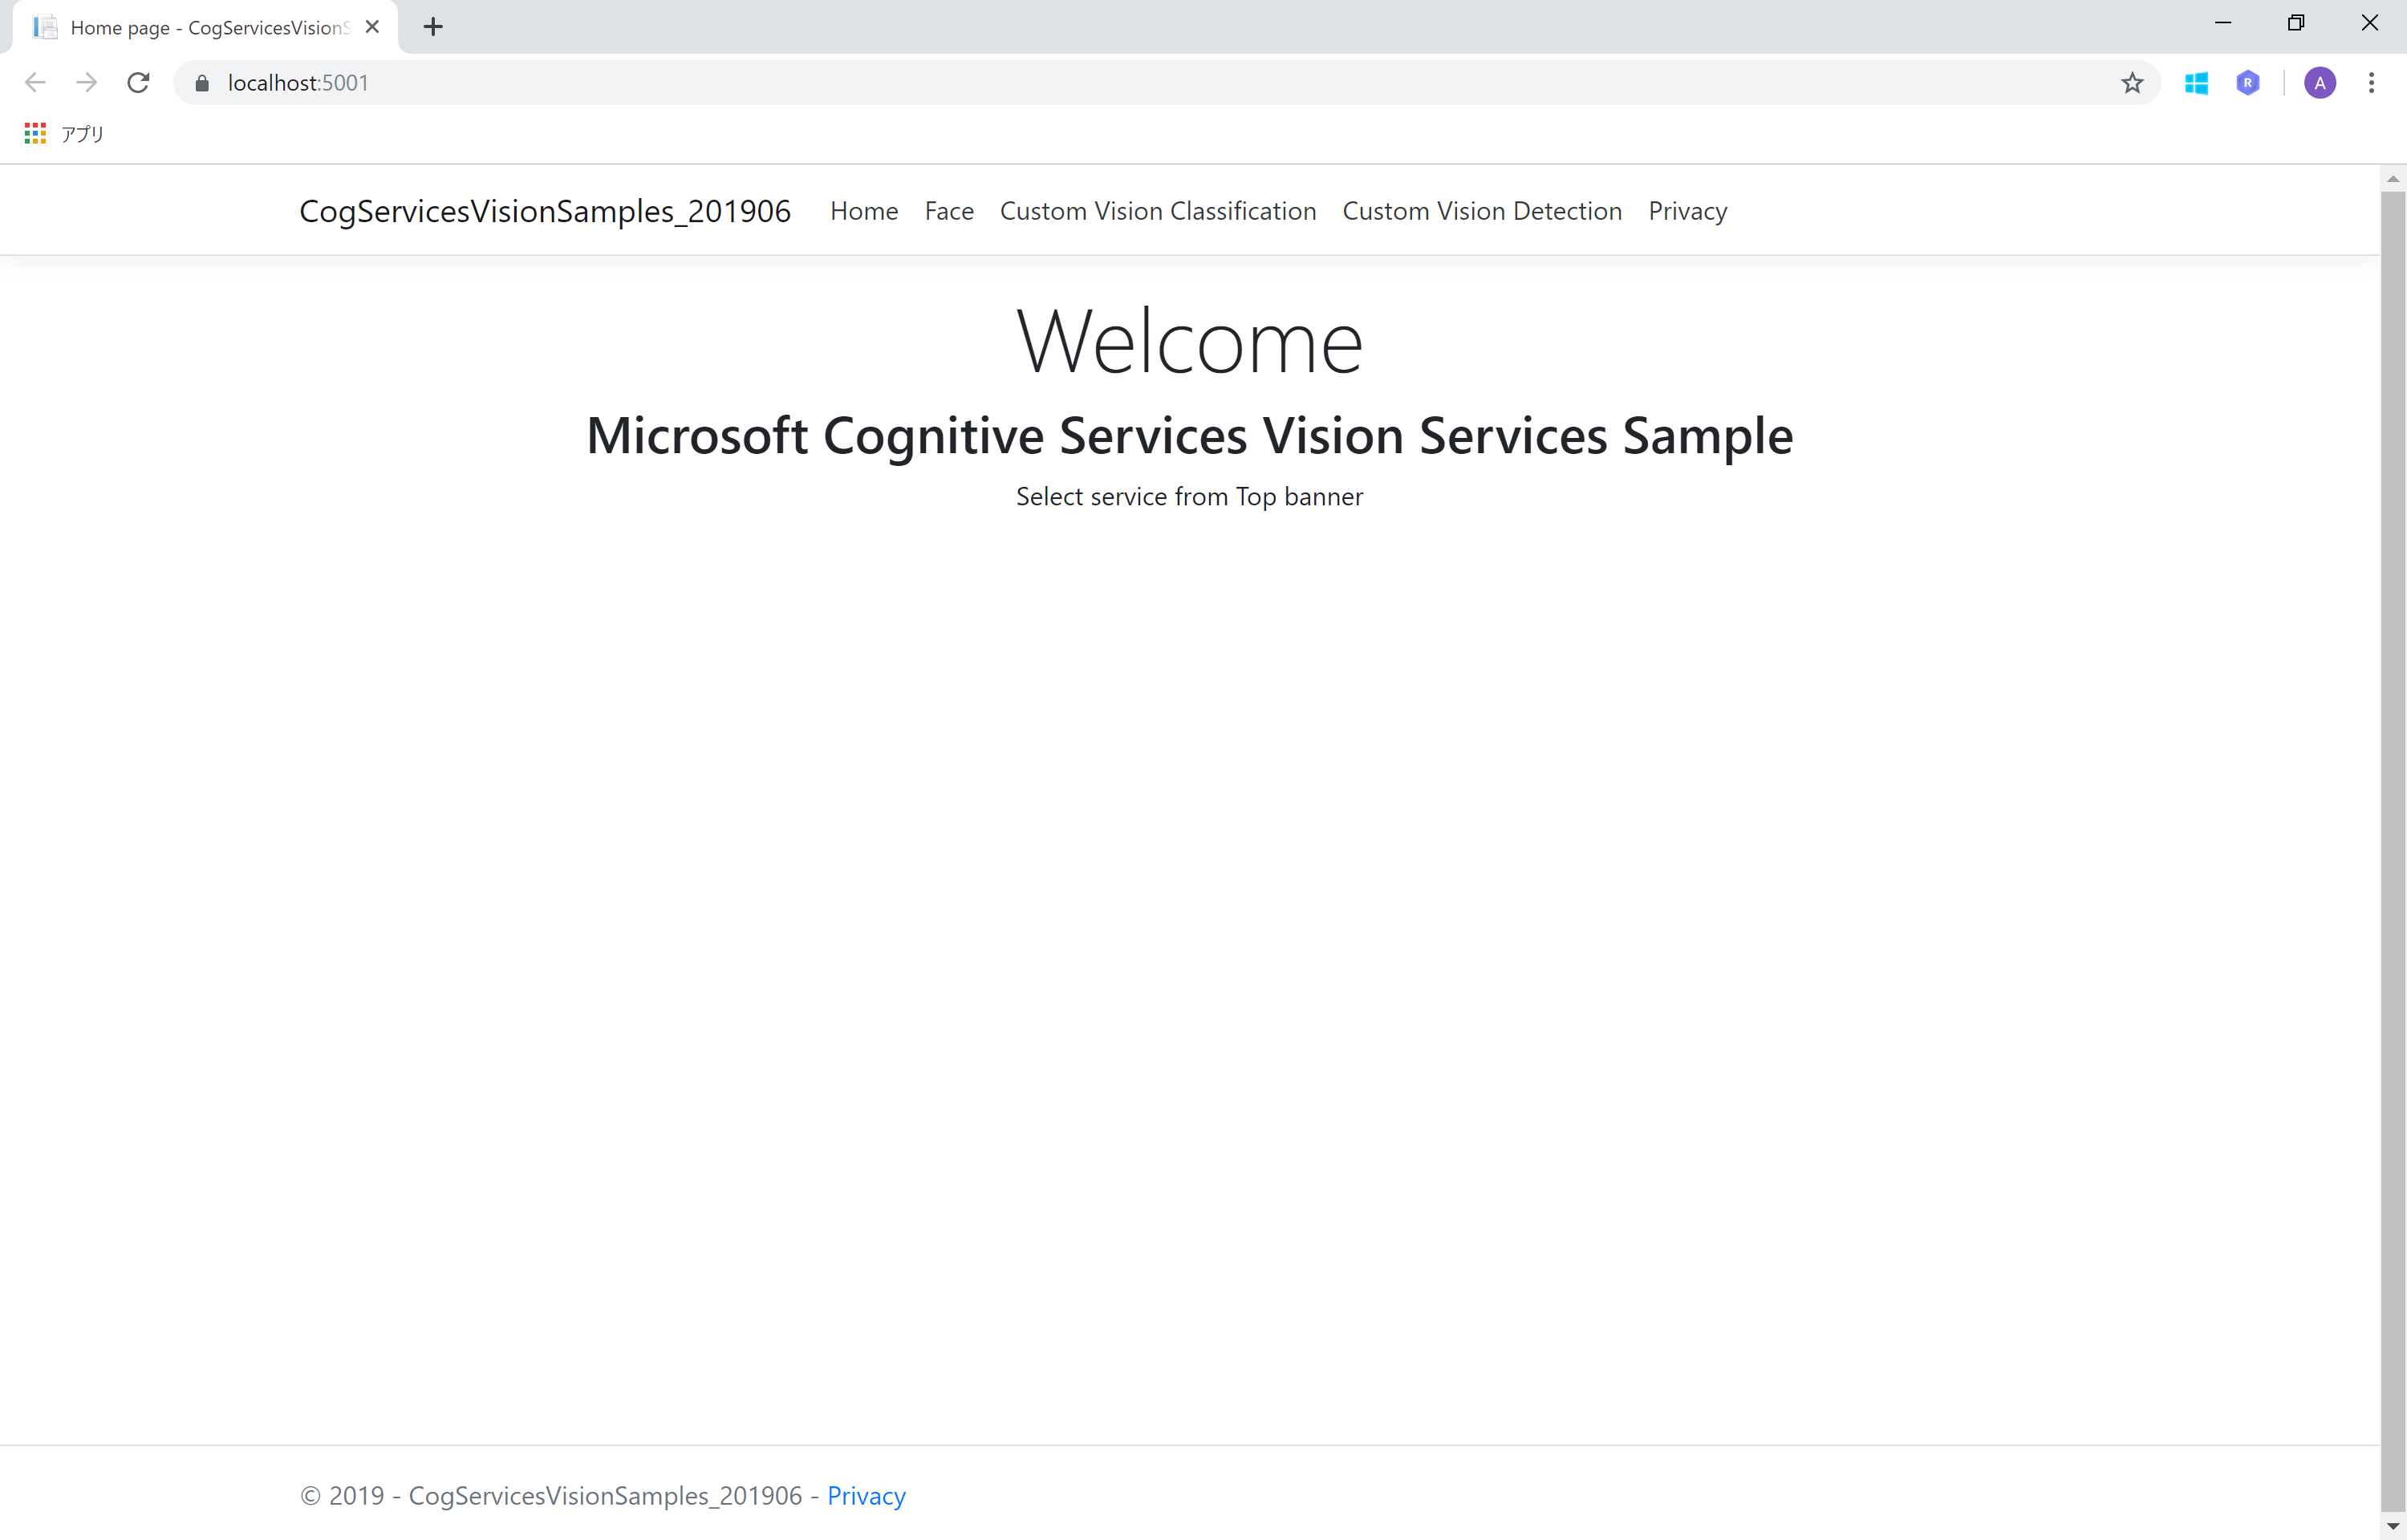 Home page - CogServicesVisionS
localhost:5001
R
A
アプリ
CogServicesVisionSamples_201906 Home Face Custom Vision Classification Custom Vision Detection Privacy
Welcome
Microsoft Cognitive Services Vision Services Sample
Select service from Top banner
© 2019 - CogServicesVisionSamples_201906 - Privacy